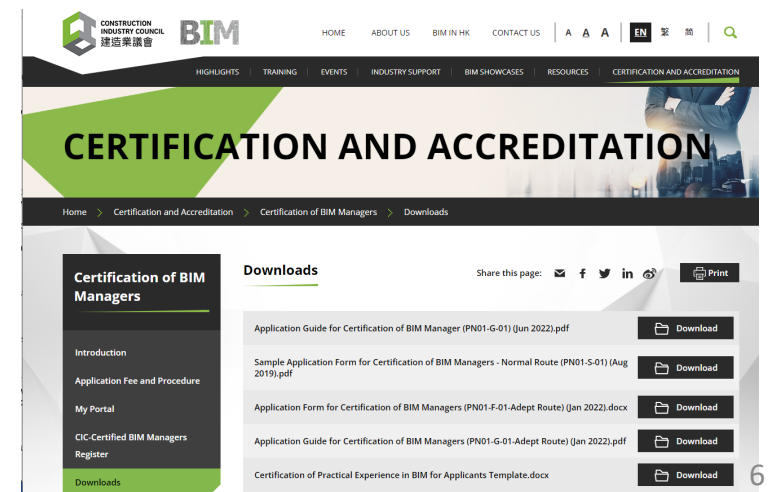 CONSTRUCTION
INDUSTRY COUNCIL
建造業議會
BIM
HOME ABOUT US BIM IN HK CONTACT US A A A EN 繁 簡
HIGHLIGHTS TRAINING EVENTS INDUSTRY SUPPORT BIM SHOWCASES RESOURCES CERTIFICATION AND ACCREDITATION
CERTIFICATION AND ACCREDITATION
Home > Certification and Accreditation > Certification of BIM Managers > Downloads
Certification of BIM
Managers
Introduction
Application Fee and Procedure
My Portal
CIC-Certified BIM Managers
Register
Downloads
Downloads
Share this page:
Print
Application Guide for Certification of BIM Manager (PN01-G-01) (Jun 2022).pdf Download
Sample Application Form for Certification of BIM Managers - Normal Route (PN01-S-01) (Aug
2019).pdf Download
Application Form for Certification of BIM Managers (PN01-F-01-Adept Route) (Jan 2022).docx Download
Application Guide for Certification of BIM Managers (PN01-G-01-Adept Route) (Jan 2022).pdf Download
Certification of Practical Experience in BIM for Applicants Template.docx Download
6